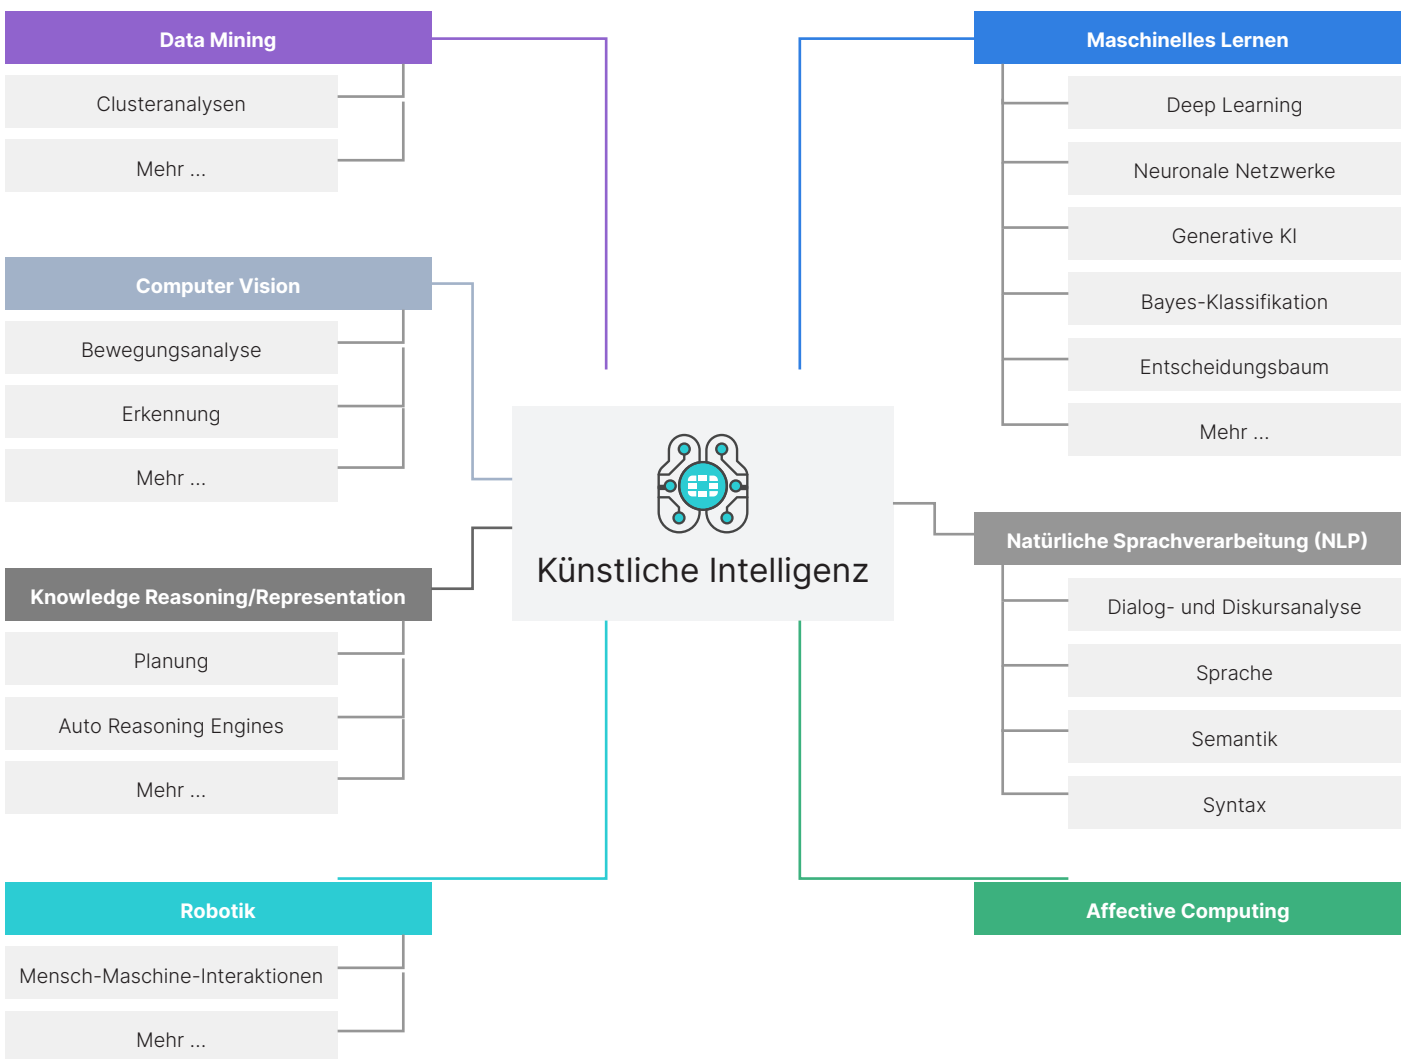 Data Mining
Clusteranalysen
Mehr ...
Computer Vision
Bewegungsanalyse
Erkennung
Mehr ...
Knowledge Reasoning/Representation
Planung
Auto Reasoning Engines
Mehr ...
Robotik
Mensch-Maschine-Interaktionen
Mehr ...
Künstliche Intelligenz
Maschinelles Lernen
Deep Learning
Neuronale Netzwerke
Generative KI
Bayes-Klassifikation
Entscheidungsbaum
Mehr ...
Natürliche Sprachverarbeitung (NLP)
Dialog- und Diskursanalyse
Sprache
Semantik
Syntax
Affective Computing